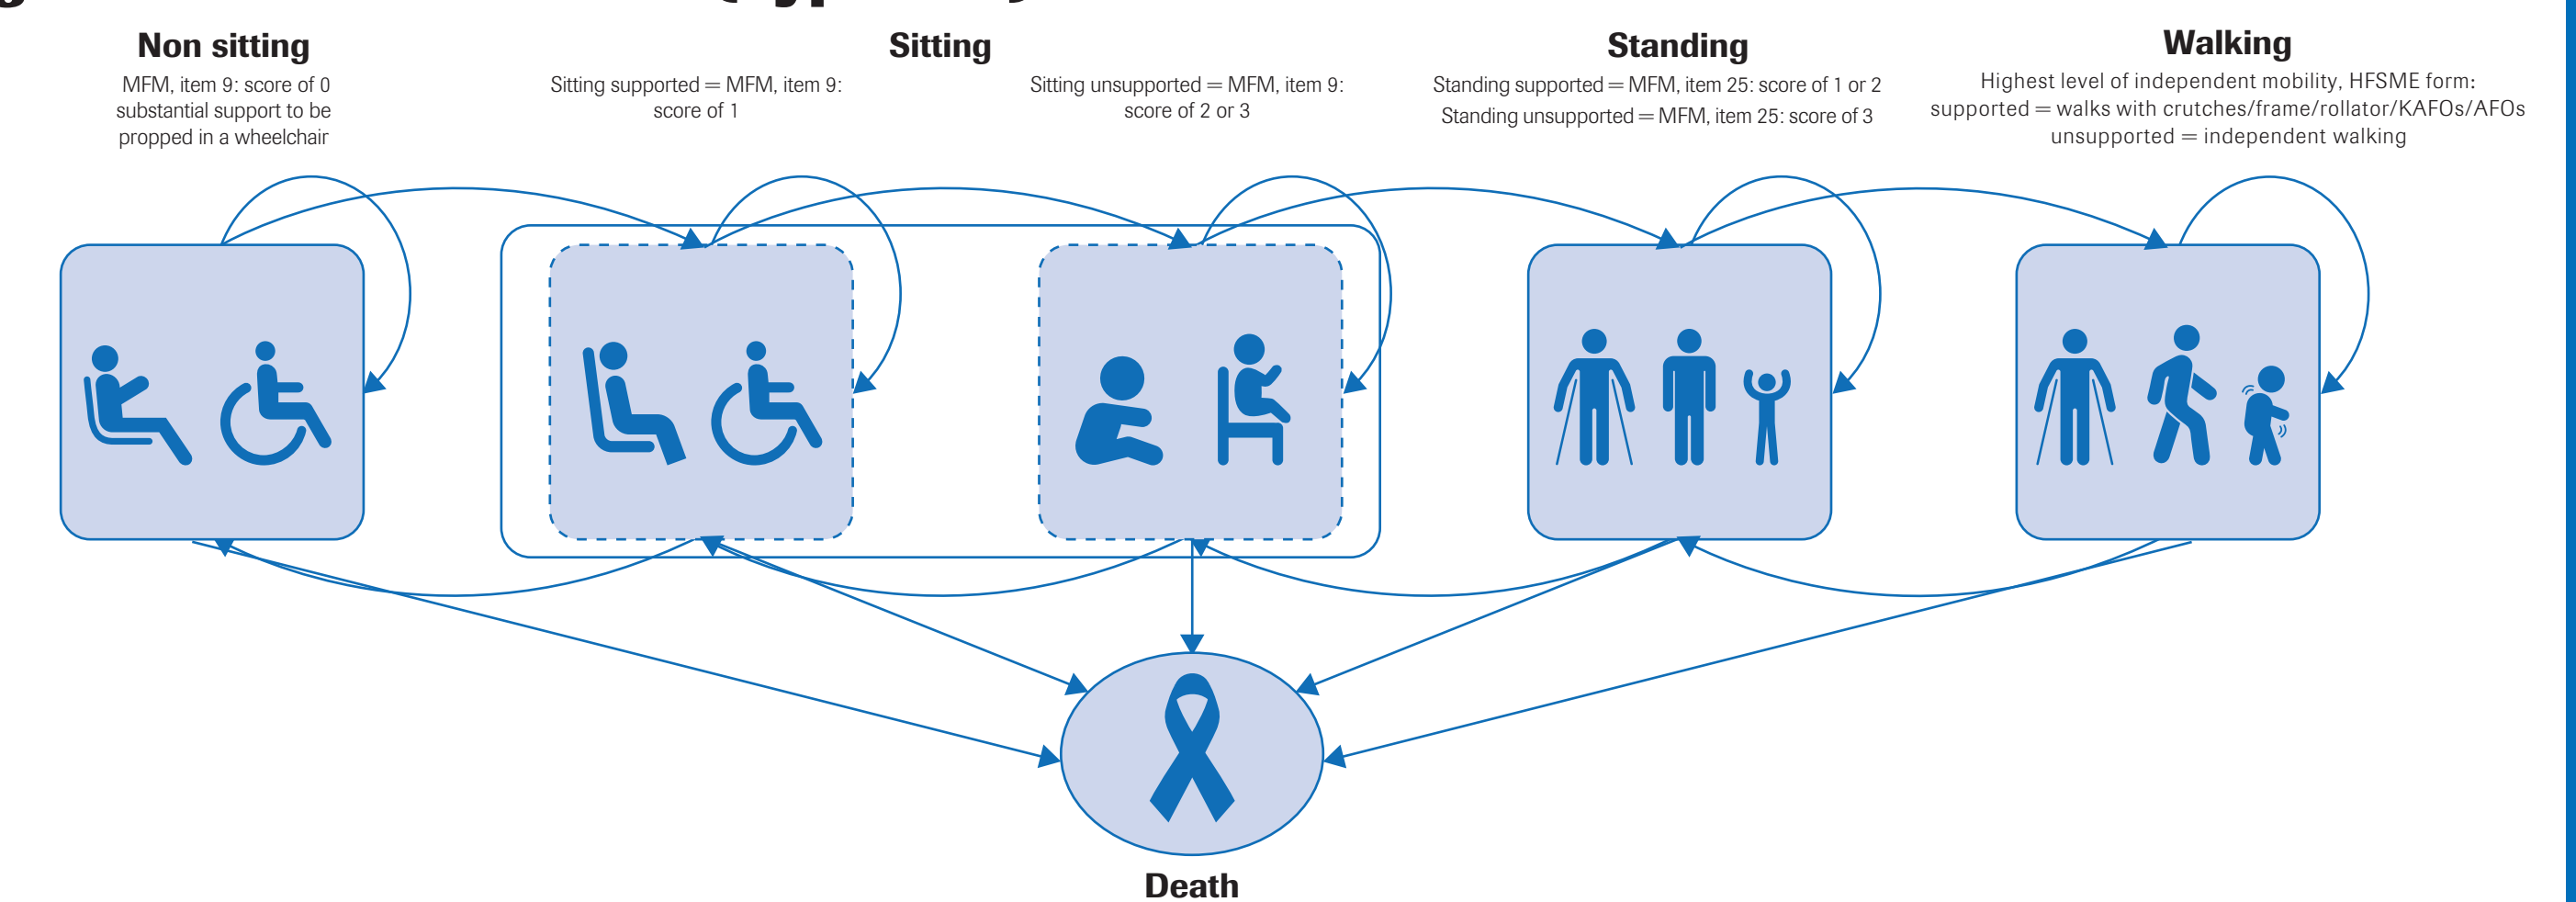 Non sitting
MFM, item 9: score of 0
substantial support to be
propped in a wheelchair
Sitting
Sitting supported = MFM, item 9:
score of 1
Sitting unsupported = MFM, item 9:
score of 2 or 3
Standing
Standing supported = MFM, item 25: score of 1 or 2
Standing unsupported = MFM, item 25: score of 3
Walking
Highest level of independent mobility, HFSME form:
supported = walks with crutches/frame/rollator/KAFOs/AFOs
unsupported = independent walking
Death